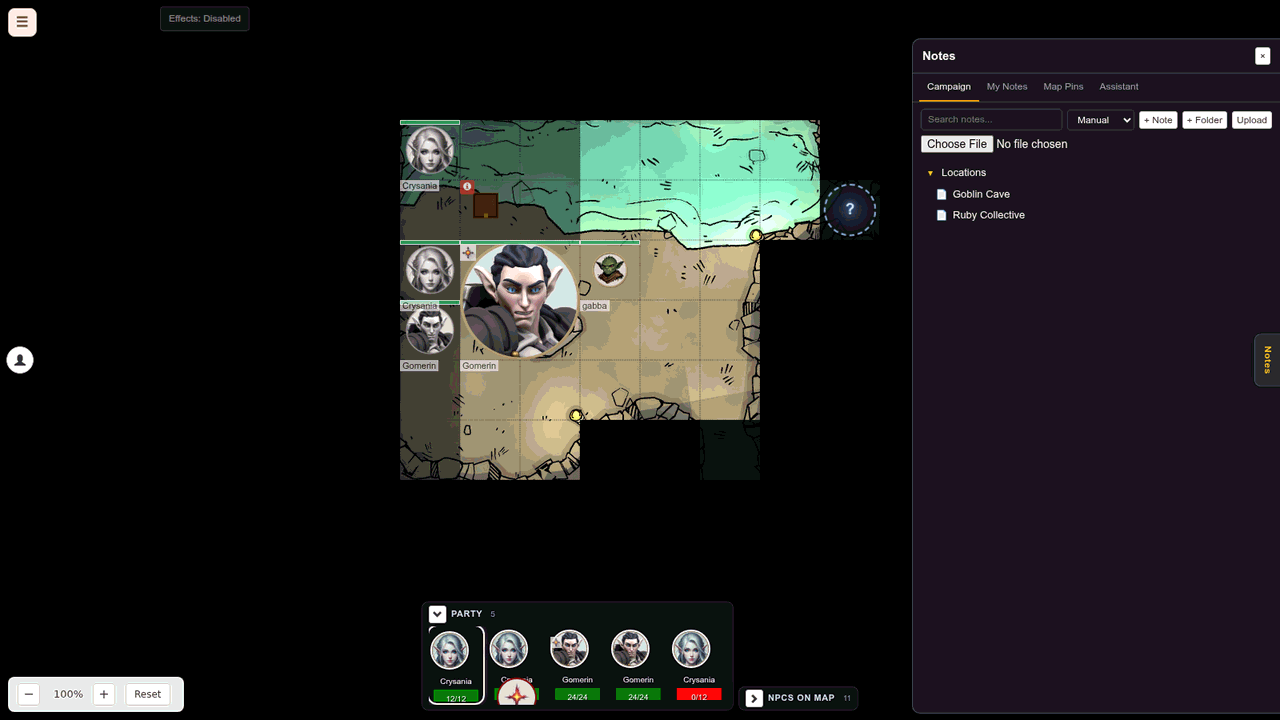 ☰
Effects: Disabled
Notes
×
Campaign
My Notes
Map Pins
Assistant
Search notes...
Manual
+ Note
+ Folder
Upload
Choose File
No file chosen
▼ Locations
Goblin Cave
Ruby Collective
Crysania
?
Crysania
gabba
Gomerin
Gomerin
Notes
PARTY 5
Crysania
Gomerin
Gomerin
Crysania
12/12
24/24
24/24
0/12
NPCS ON MAP 11
− 100% + Reset